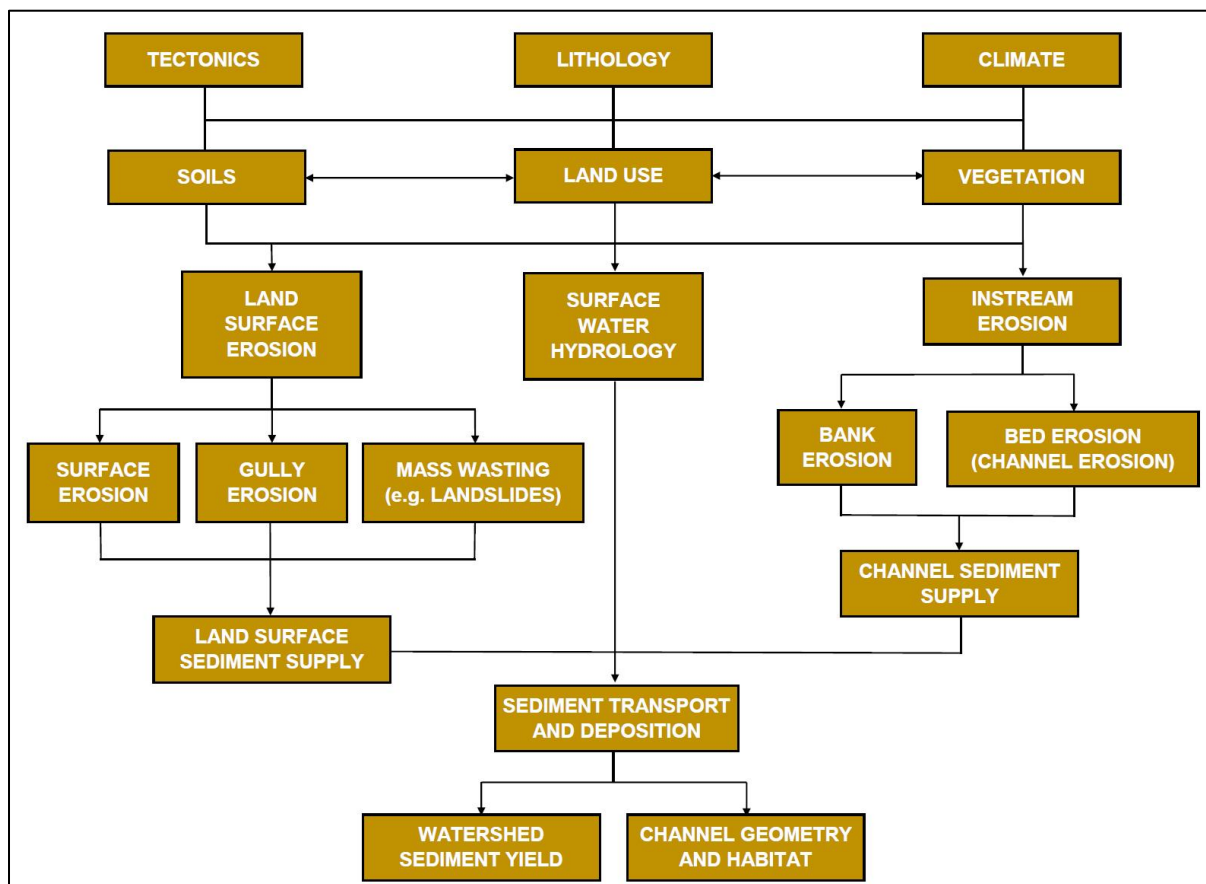 TECTONICS
LITHOLOGY
CLIMATE
SOILS
LAND USE
VEGETATION
LAND
SURFACE
EROSION
SURFACE
WATER
HYDROLOGY
INSTREAM
EROSION
SURFACE
EROSION
GULLY
EROSION
MASS WASTING
(e.g. LANDSLIDES)
BANK
EROSION
BED EROSION
(CHANNEL EROSION)
CHANNEL SEDIMENT
SUPPLY
LAND SURFACE
SEDIMENT SUPPLY
SEDIMENT TRANSPORT
AND DEPOSITION
WATERSHED
SEDIMENT YIELD
CHANNEL GEOMETRY
AND HABITAT